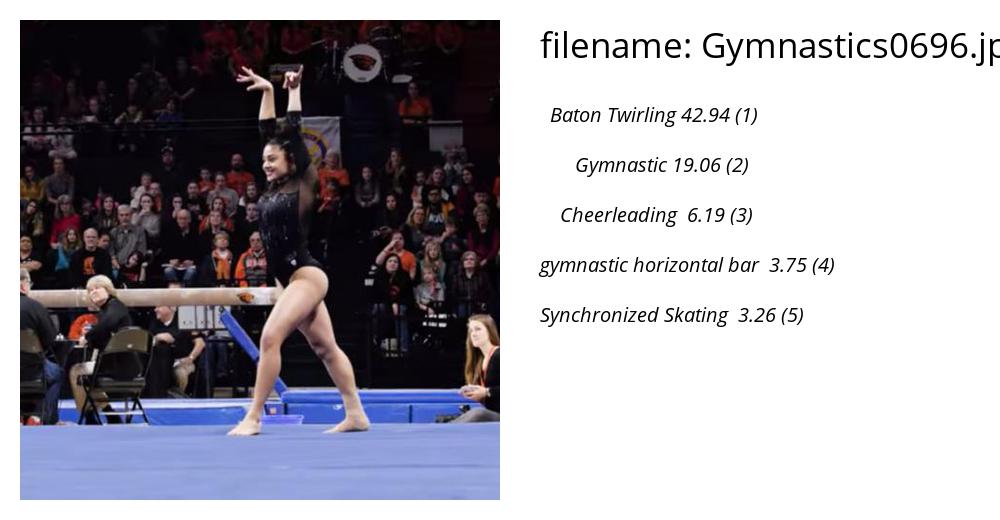 filename: Gymnastics0696.jp
Baton Twirling 42.94 (1)
Gymnastic 19.06 (2)
Cheerleading 6.19 (3)
gymnastic horizontal bar 3.75 (4)
Synchronized Skating 3.26 (5)